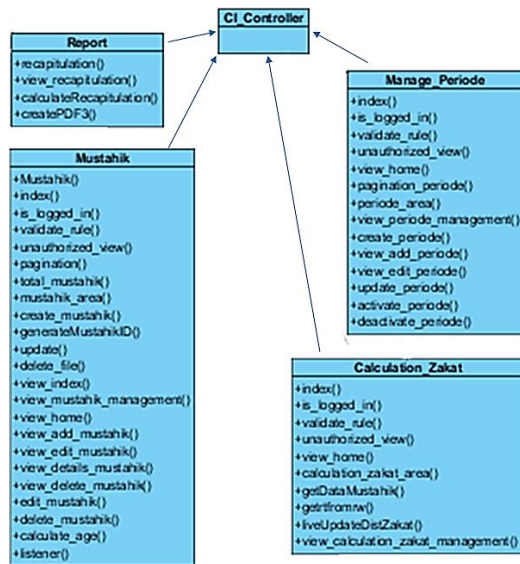 CI_Controller
Report
+recapitulation()
+view_recapitulation()
+calculateRecapitulation()
+createPDF3()
Manage_Periode
+index()
+is_logged_in()
+validate_rule()
+unauthorized_view()
+view_home()
+pagination_periode()
+periode_area()
+view_periode_management()
+create_periode()
+view_add_periode()
+view_edit_periode()
+update_periode()
+activate_periode()
+deactivate_periode()
Mustahik
+Mustahik()
+index()
+is_logged_in()
+validate_rule()
+unauthorized_view()
+pagination()
+total_mustahik()
+mustahik_area()
+create_mustahik()
+generateMustahikID()
+update()
+delete_file()
+view_index()
+view_mustahik_management()
+view_home()
+view_add_mustahik()
+view_edit_mustahik()
+view_details_mustahik()
+view_delete_mustahik()
+edit_mustahik()
+delete_mustahik()
+calculate_age()
+listener()
Calculation_Zakat
+index()
+is_logged_in()
+validate_rule()
+unauthorized_view()
+view_home()
+calculation_zakat_area()
+getDataMustahik()
+getrtfromrw()
+liveUpdateDistZakat()
+view_calculation_zakat_management()